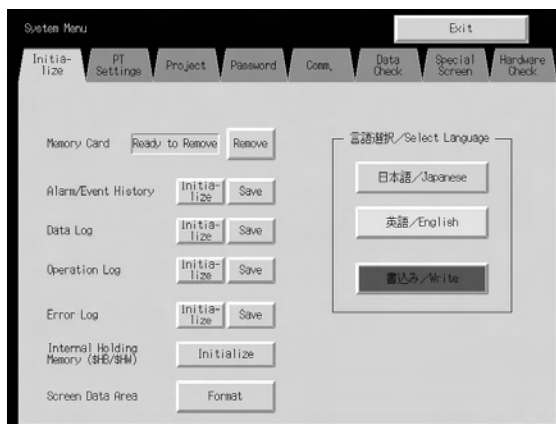 System Menu
Exit
Initia-
lize
PT
Settings
Project
Password
Comm.
Data
Check
Special
Screen
Hardware
Check
Memory Card
Ready to Remove
Remove
言語選択/Select Language
日本語/Japanese
英語/English
書込み/Write
Alarm/Event History
Initia-
lize
Save
Data Log
Initia-
lize
Save
Operation Log
Initia-
lize
Save
Error Log
Initia-
lize
Save
Internal Holding
Memory ($HB/$HW)
Initialize
Screen Data Area
Format